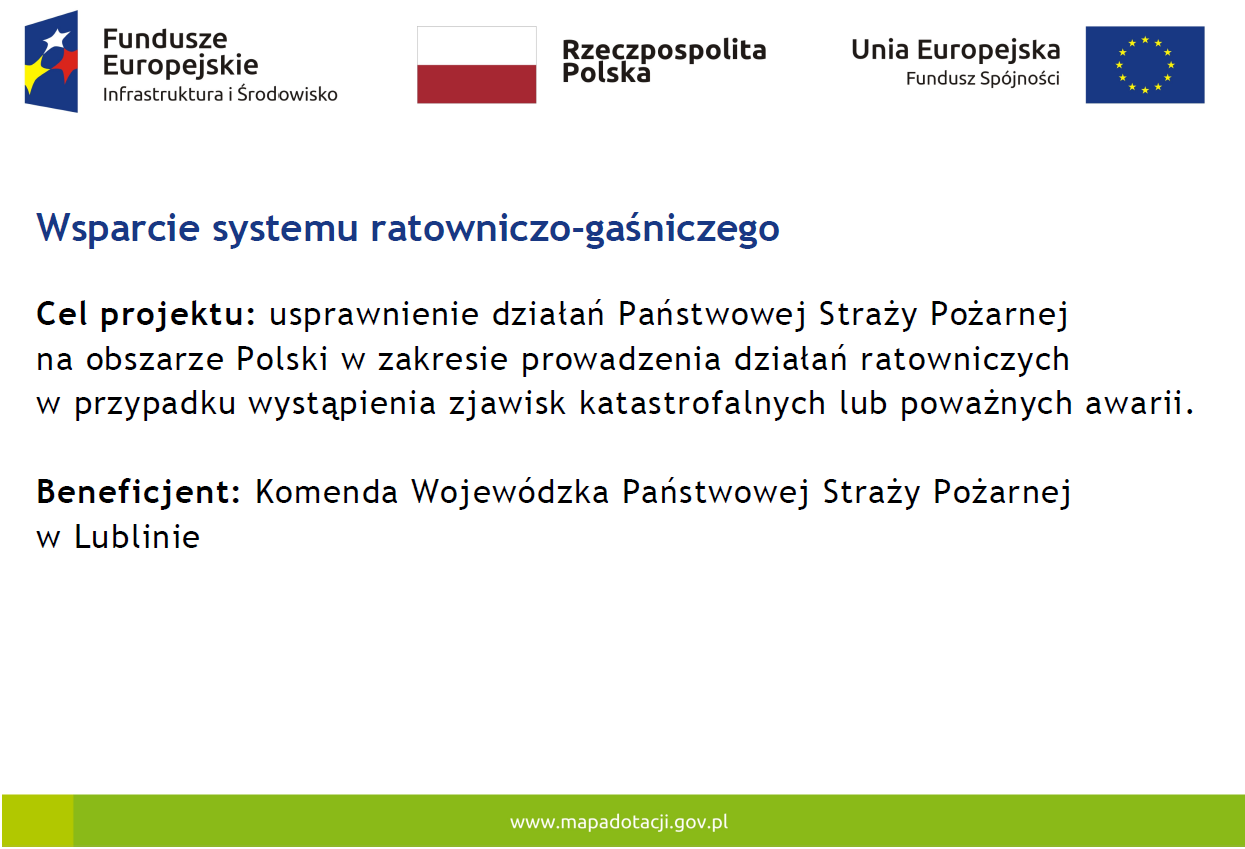 Fundusze
Europejskie
Infrastruktura i Środowisko
Rzeczpospolita
Polska
Unia Europejska
Fundusz Spójności
Wsparcie systemu ratowniczo-gaśniczego
Cel projektu: usprawnienie działań Państwowej Straży Pożarnej
na obszarze Polski w zakresie prowadzenia działań ratowniczych
w przypadku wystąpienia zjawisk katastrofalnych lub poważnych awarii.
Beneficjent: Komenda Wojewódzka Państwowej Straży Pożarnej
w Lublinie
www.mapadotacji.gov.pl